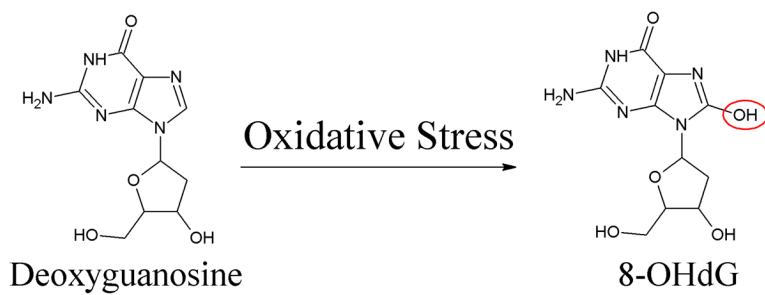 O
NH
N
H₂N
N
N
O
HO
OH
Deoxyguanosine
Oxidative Stress
O
NH
N
H₂N
N
OH
N
O
HO
OH
8-OHdG